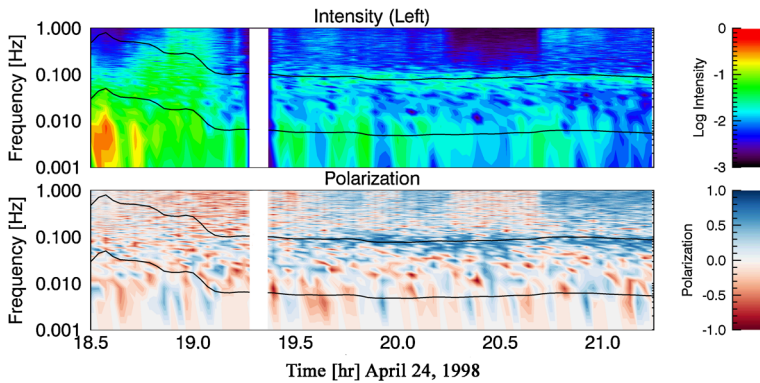 Intensity (Left)
Frequency [Hz]
1.000
0.100
0.010
0.001
Log Intensity
0
-1
-2
-3
Polarization
Frequency [Hz]
1.000
0.100
0.010
0.001
Polarization
1.0
0.5
0.0
-0.5
-1.0
18.5 19.0 19.5 20.0 20.5 21.0
Time [hr] April 24, 1998